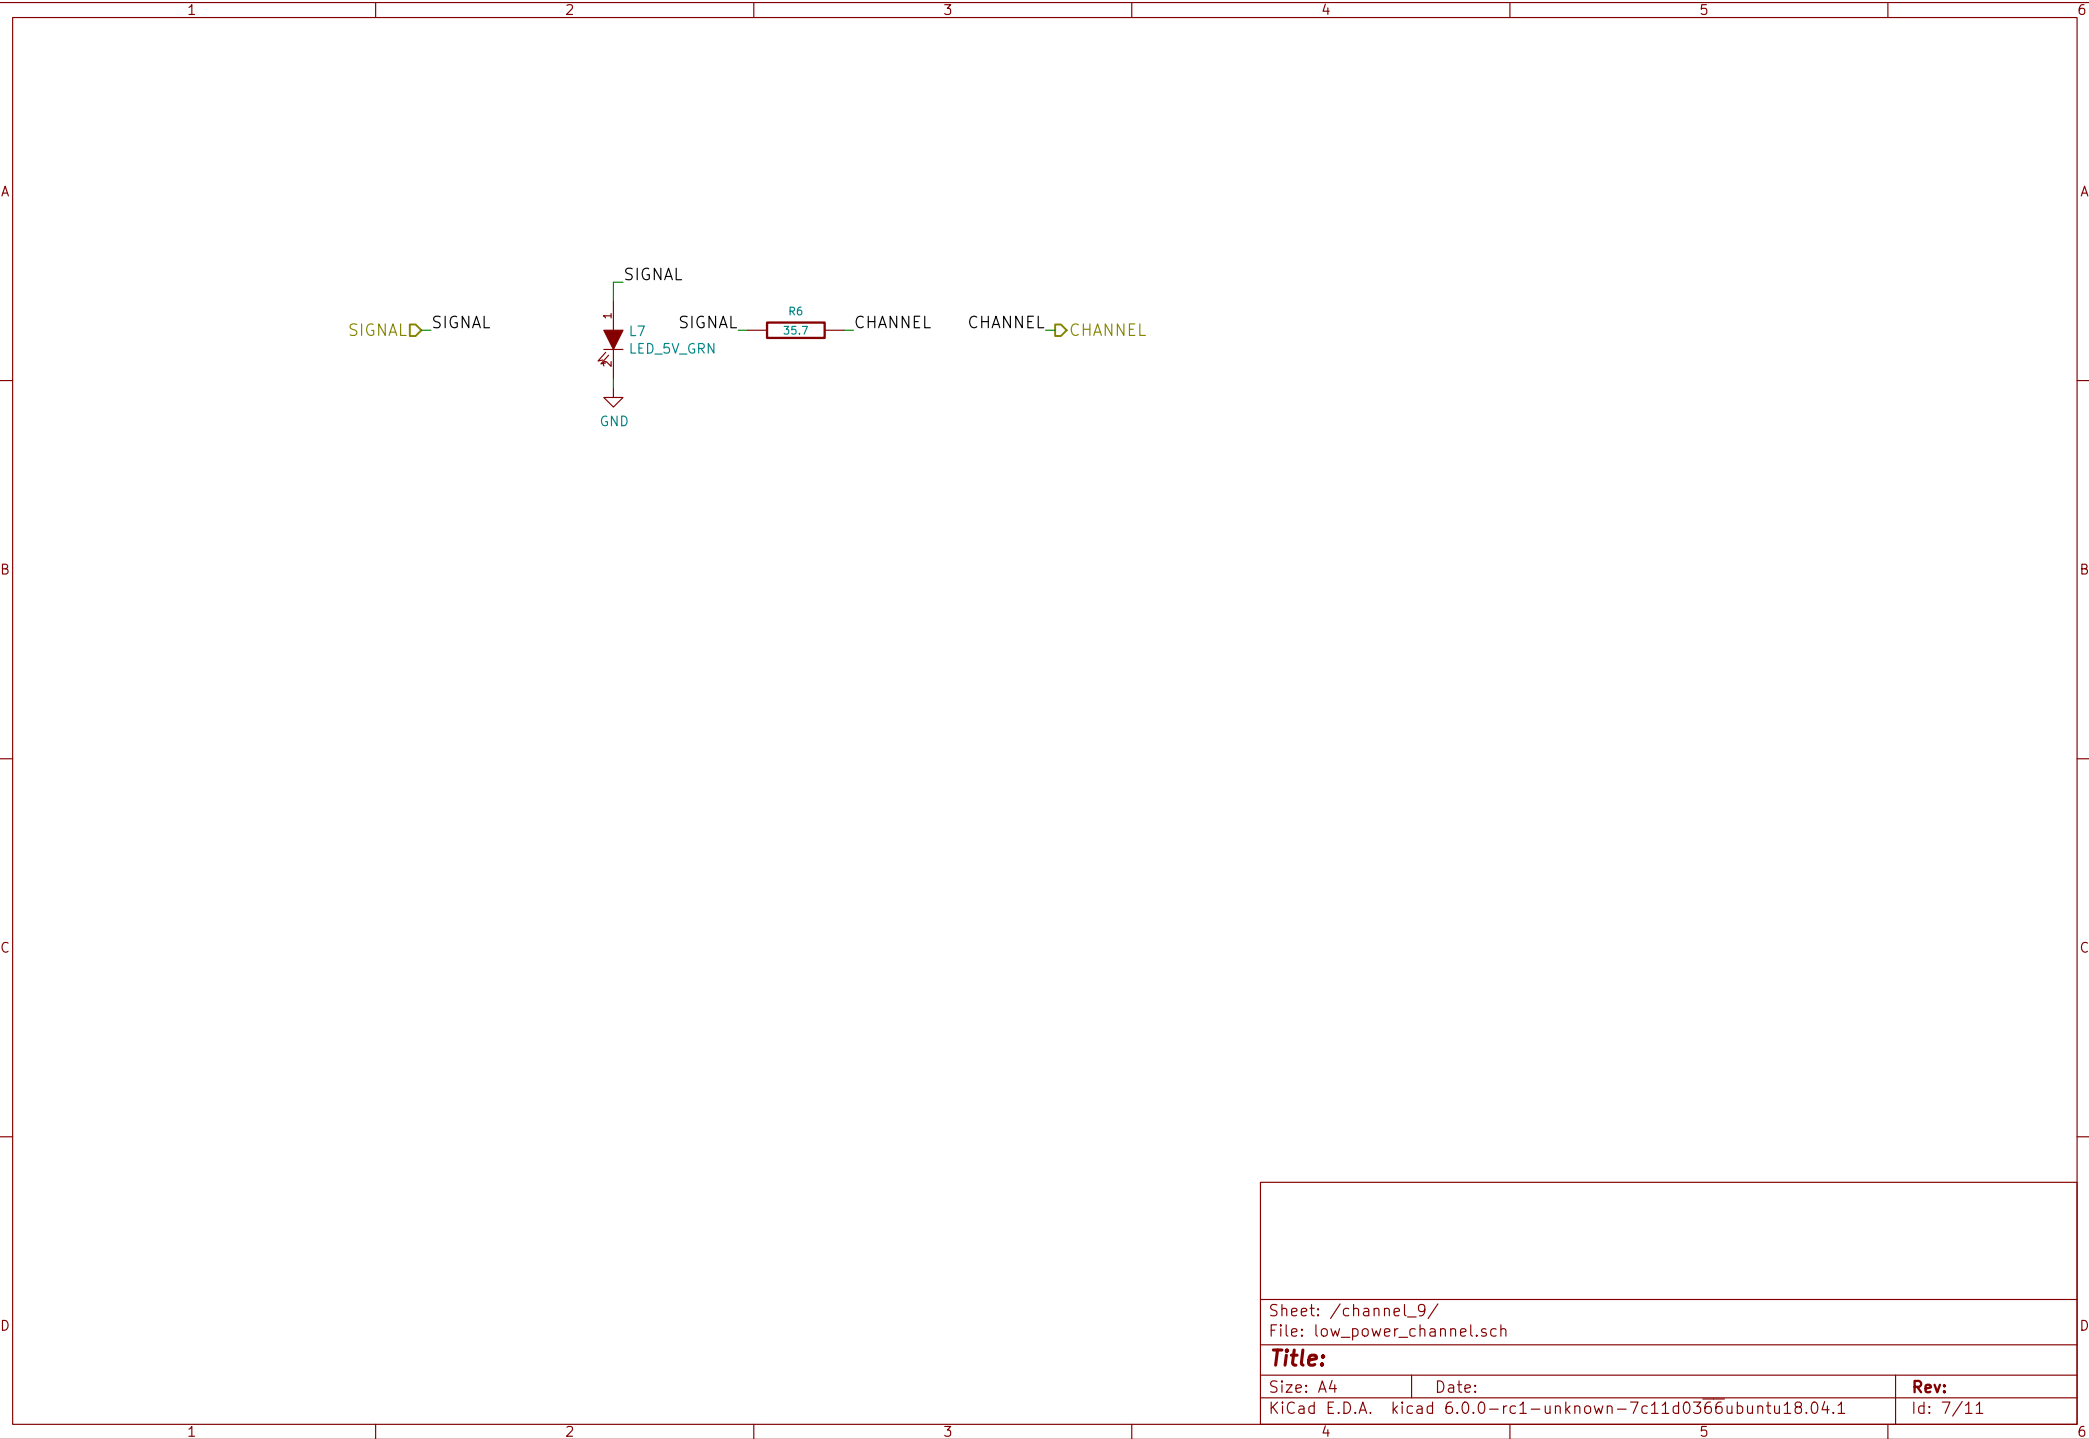 1 2 3 4 5 6
A A
SIGNAL
R6
SIGNAL SIGNAL 1 L7 SIGNAL 35.7 CHANNEL CHANNEL CHANNEL
LED_5V_GRN
2
GND
B B
C C
Sheet: /channel_9/
D D
File: low_power_channel.sch
Title:
Size: A4 Date: Rev:
KiCad E.D.A. kicad 6.0.0-rc1-unknown-7c11d0366ubuntu18.04.1 Id: 7/11
1 2 3 4 5 6